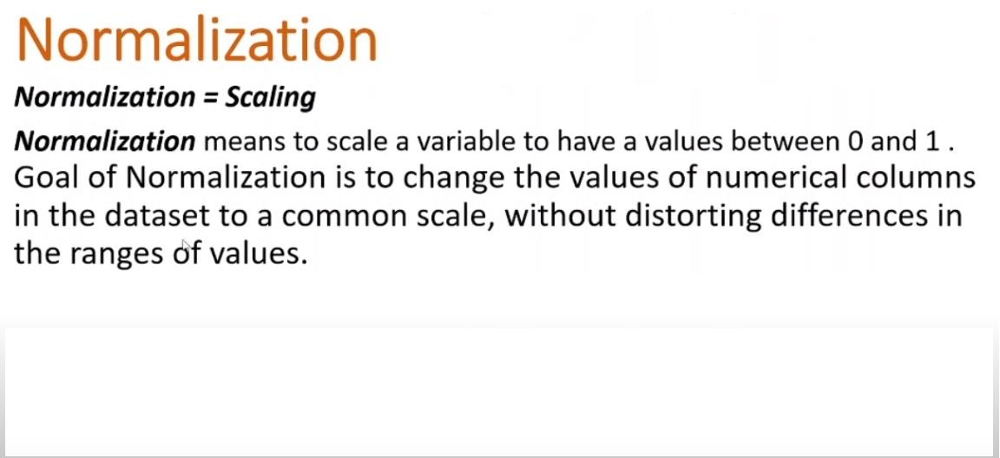 Normalization
Normalization = Scaling
Normalization means to scale a variable to have a values between 0 and 1 .
Goal of Normalization is to change the values of numerical columns
in the dataset to a common scale, without distorting differences in
the ranges of values.